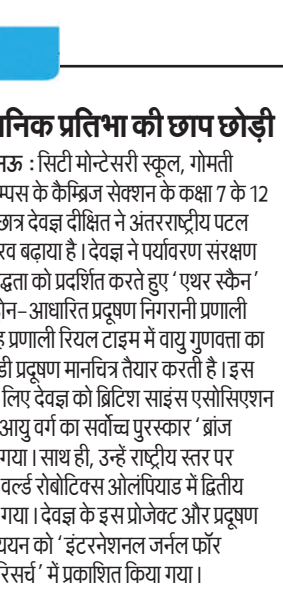 निक प्रतिभा की छाप छोड़ी
नऊ : सिटी मोन्टेसरी स्कूल, गोमती
म्पस के कैम्ब्रिज सेक्शन के कक्षा 7 के 12
छात्र देवज्ञ दीक्षित ने अंतरराष्ट्रीय पटल
रव बढ़ाया है । देवज्ञ ने पर्यावरण संरक्षण
द्धता को प्रदर्शित करते हुए ‘ एथर स्कैन ’
ड्रोन-आधारित प्रदूषण निगरानी प्रणाली
ह प्रणाली रियल टाइम में वायु गुणवत्ता का
डी प्रदूषण मानचित्र तैयार करती है । इस
लिए देवज्ञ को ब्रिटिश साइंस एसोसिएशन
आयु वर्ग का सर्वोच्च पुरस्कार ‘ ब्रांज
गया । साथ ही, उन्हें राष्ट्रीय स्तर पर
वर्ल्ड रोबोटिक्स ओलंपियाड में द्वितीय
गया । देवज्ञ के इस प्रोजेक्ट और प्रदूषण
ययन को ‘ इंटरनेशनल जर्नल फॉर
रिसर्च ’ में प्रकाशित किया गया ।